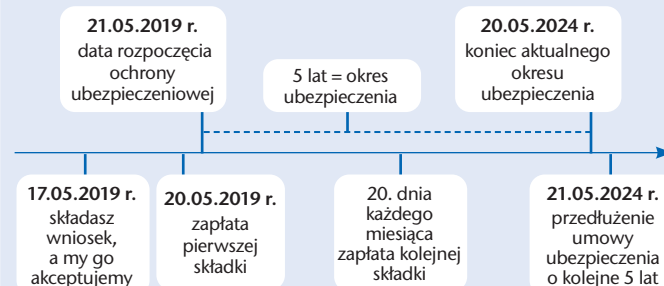 21.05.2019 r.
data rozpoczęcia
ochrony
ubezpieczeniowej
5 lat = okres
ubezpieczenia
20.05.2024 r.
koniec aktualnego
okresu
ubezpieczenia
17.05.2019 r.
składasz
wniosek,
a my go
akceptujemy
20.05.2019 r.
zapłata
pierwszej
składki
20. dnia
każdego
miesiąca
zapłata kolejnej
składki
21.05.2024 r.
przedłużenie
umowy
ubezpieczenia
o kolejne 5 lat